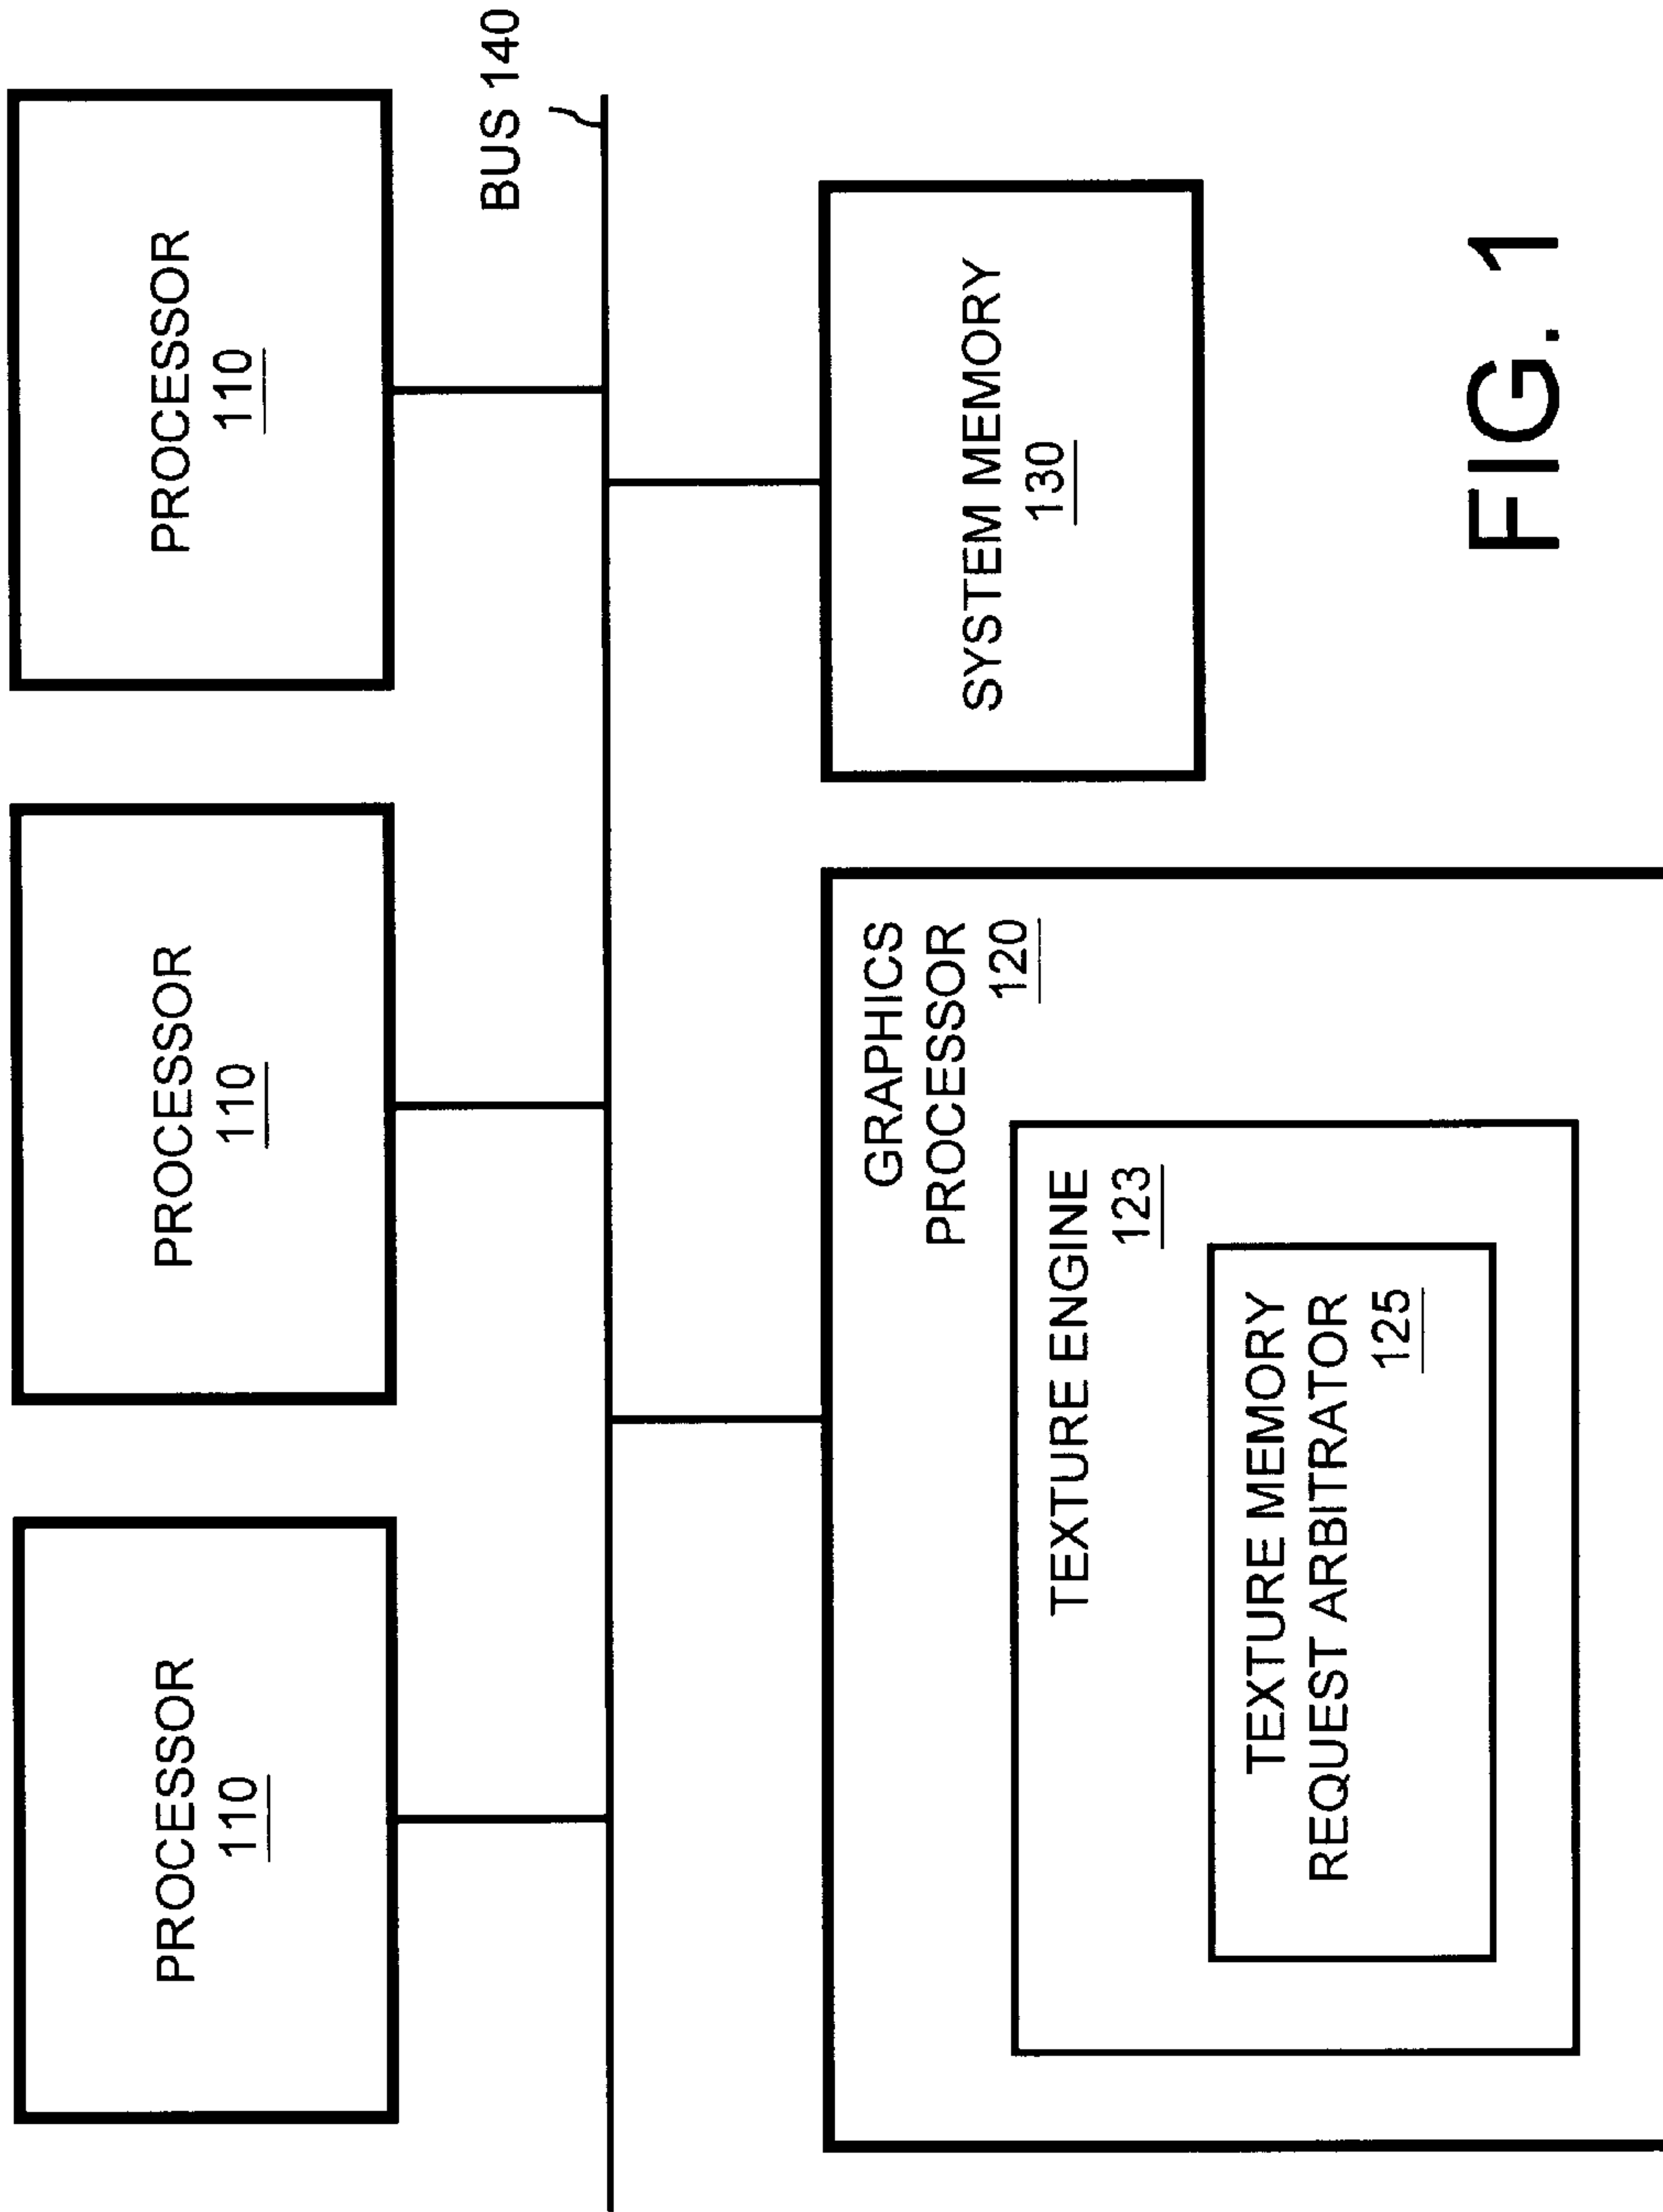 PROCESSOR
110
PROCESSOR
110
PROCESSOR
110
BUS 140
GRAPHICS
PROCESSOR
120
TEXTURE ENGINE
123
TEXTURE MEMORY
REQUEST ARBITRATOR
125
SYSTEM MEMORY
130
FIG. 1